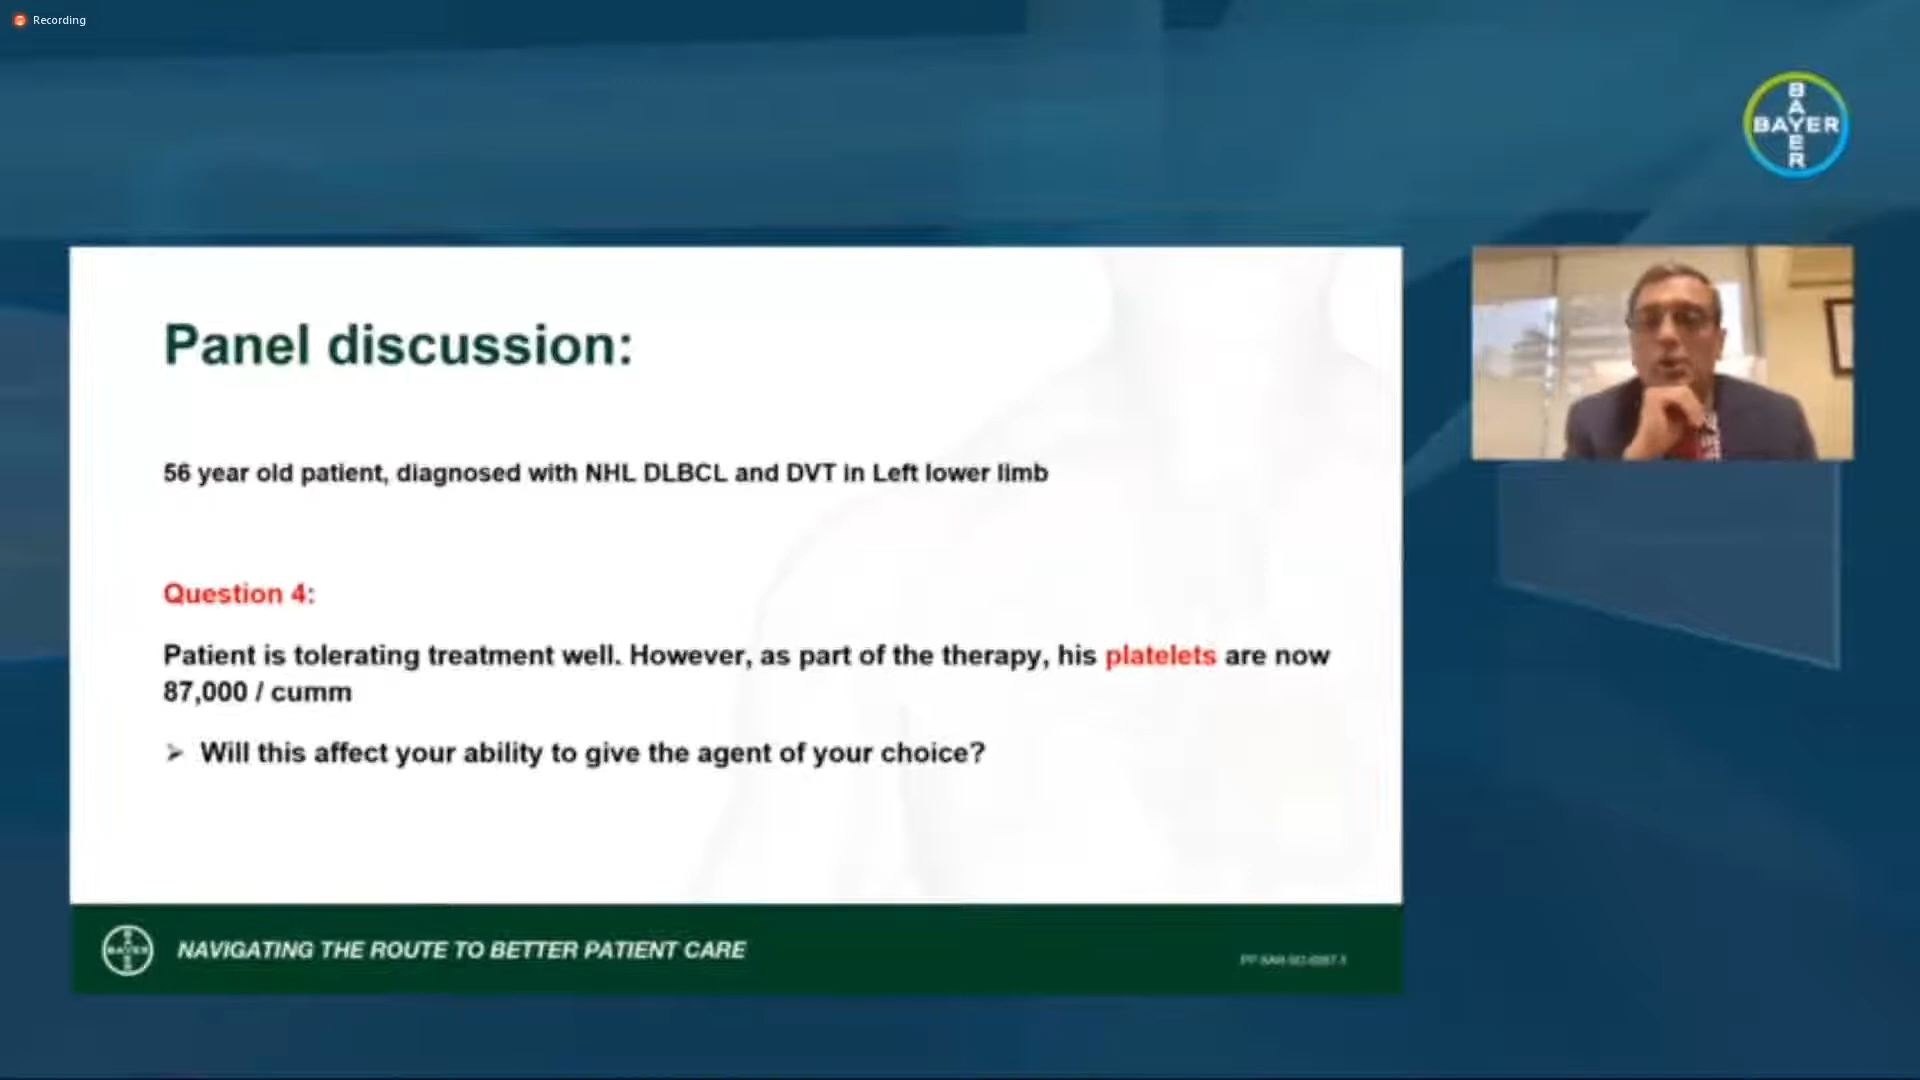 Recording
BAYER
BAYER
Panel discussion:
56 year old patient, diagnosed with NHL DLBCL and DVT in Left lower limb
Question 4:
Patient is tolerating treatment well. However, as part of the therapy, his platelets are now
87,000 / cumm
➢ Will this affect your ability to give the agent of your choice?
BAYER
NAVIGATING THE ROUTE TO BETTER PATIENT CARE